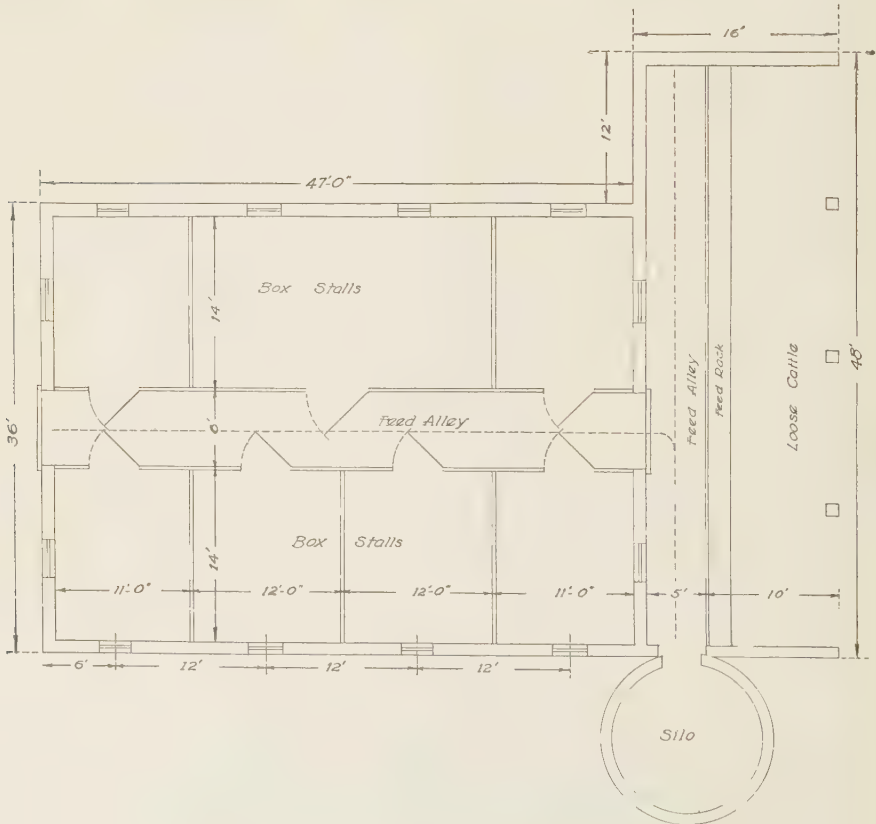 16'
12'
47'-0"
Box Stalls
14'
36'
6'
Feed Alley
Feed Alley
Feed Rack
Loose Cattle
48'
14'
Box Stalls
11'-0"
12'-0"
12'-0"
11'-0"
5'
10'
6'
12'
12'
12'
Silo